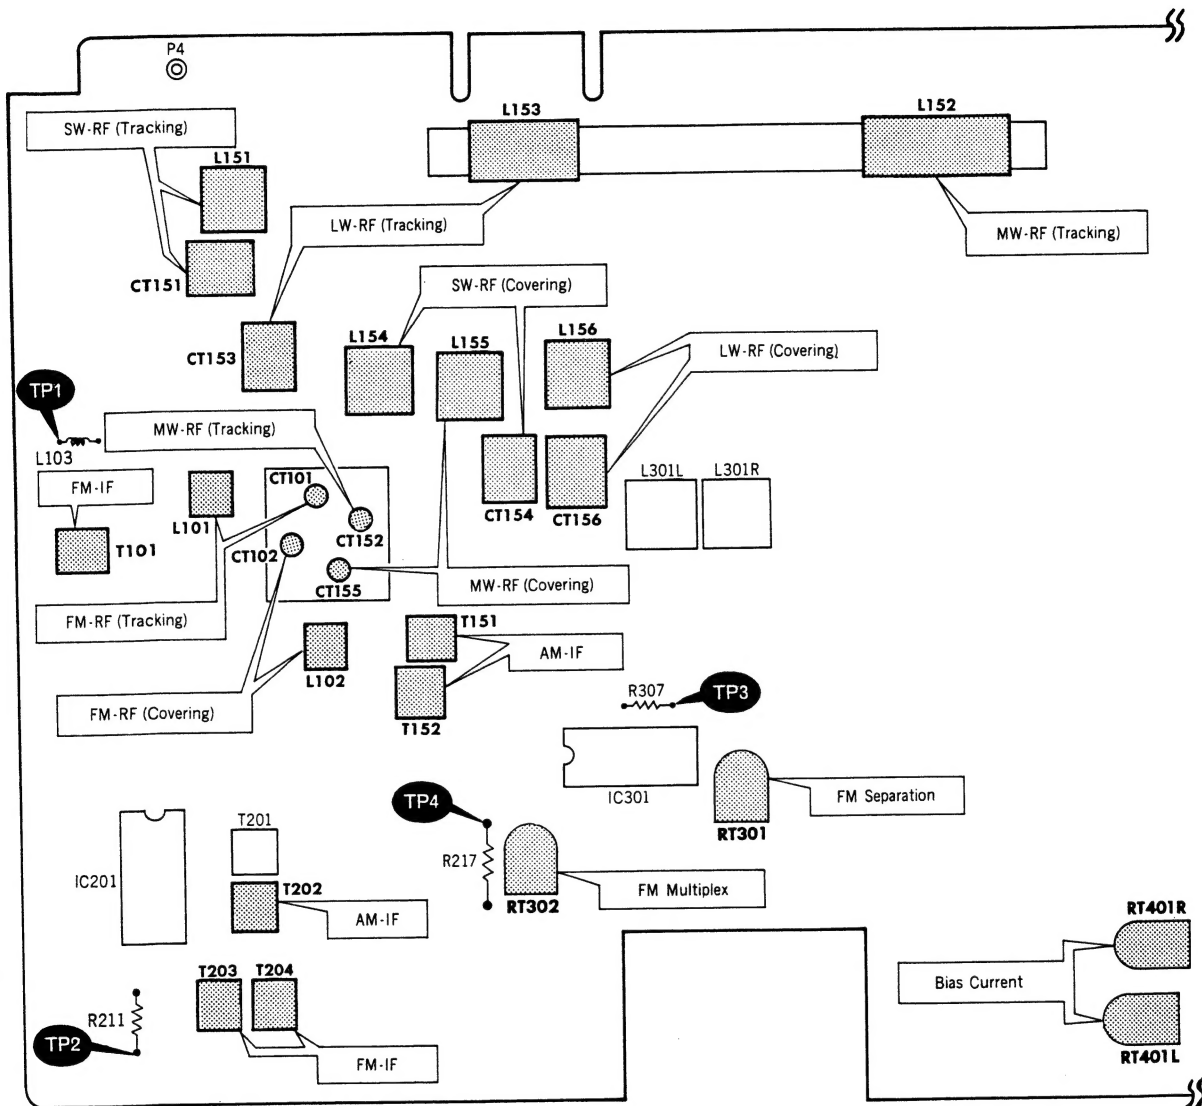 P4
L153
L152
SW-RF (Tracking)
L151
LW-RF (Tracking)
MW-RF (Tracking)
CT151
SW-RF (Covering)
L154
L155
L156
CT153
LW-RF (Covering)
TP1
MW-RF (Tracking)
L103
FM-IF
CT101
L301L
L301R
L101
CT154
CT156
T101
CT102
CT152
CT155
MW-RF (Covering)
FM-RF (Tracking)
T151
AM-IF
L102
R307
TP3
FM-RF (Covering)
T152
IC301
FM Separation
TP4
T201
RT301
R217
IC201
T202
FM Multiplex
RT302
AM-IF
RT401R
T203
T204
Bias Current
R211
TP2
FM-IF
RT401L